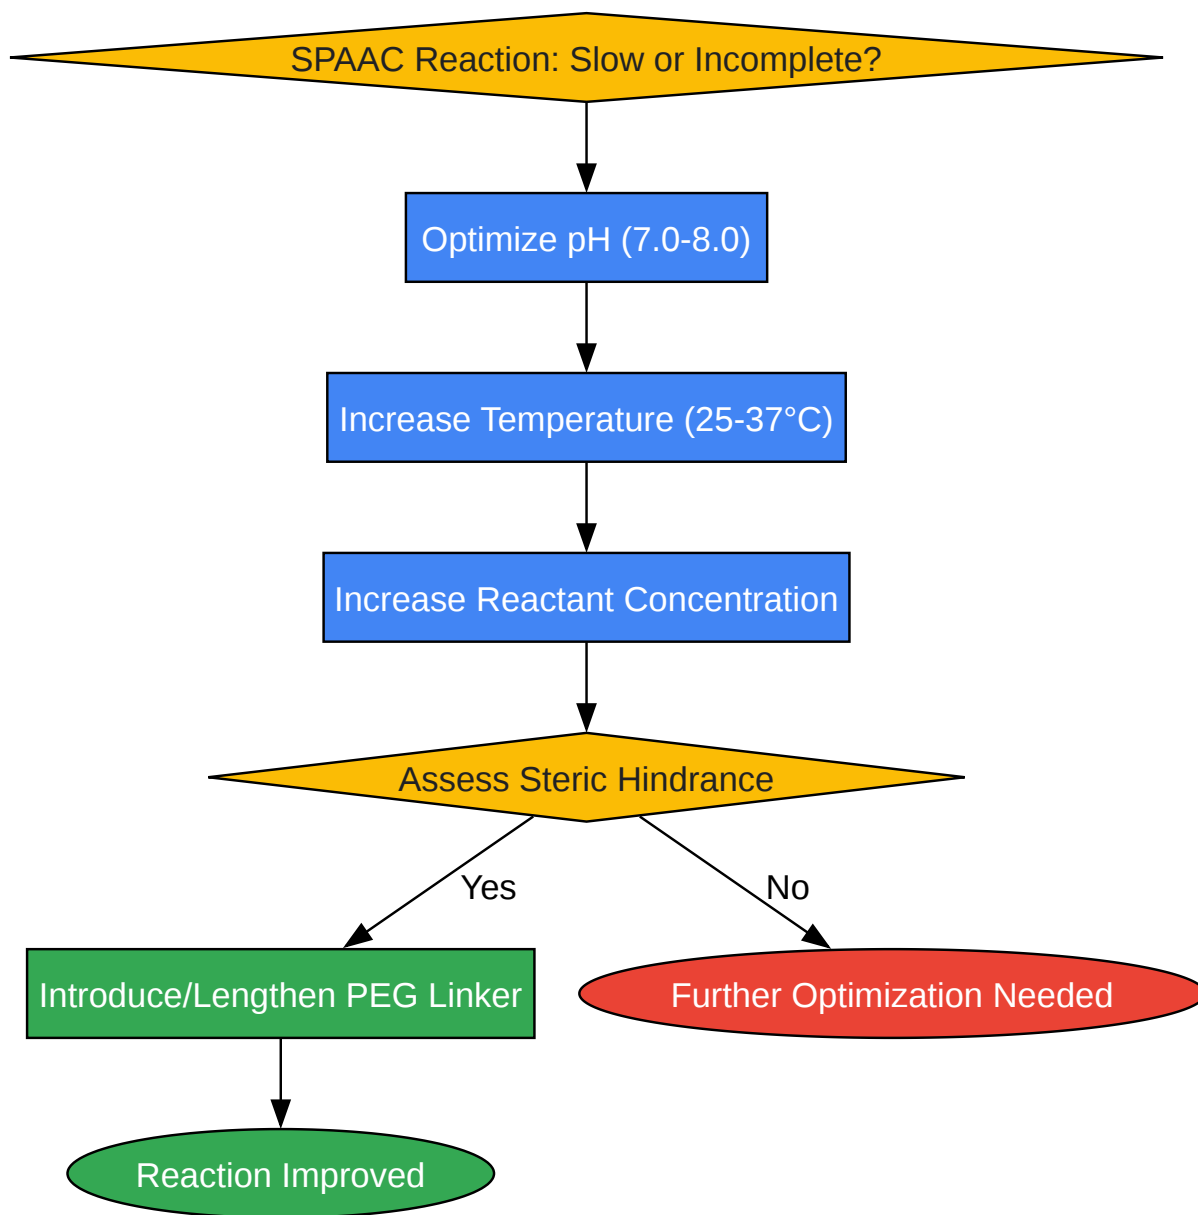 SPAAC Reaction: Slow or Incomplete?
Optimize pH (7.0-8.0)
Increase Temperature (25-37°C)
Increase Reactant Concentration
Assess Steric Hindrance
Yes
No
Introduce/Lengthen PEG Linker
Further Optimization Needed
Reaction Improved